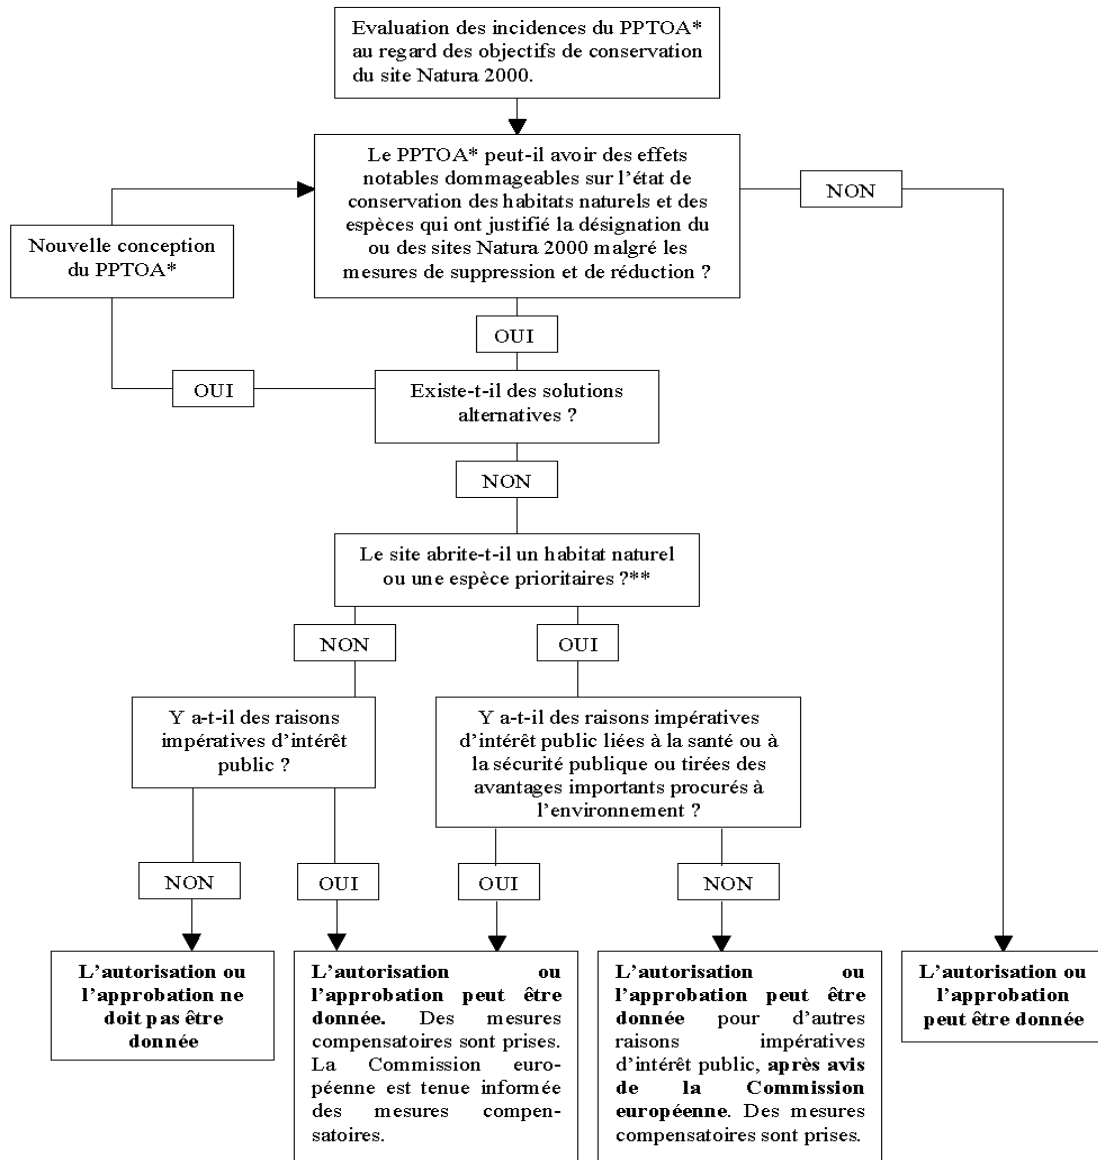 Evaluation des incidences du PPTOA*
au regard des objectifs de conservation
du site Natura 2000.
Le PPTOA* peut-il avoir des effets
notables dommageables sur l'état de
conservation des habitats naturels et des
espèces qui ont justifié la désignation du
ou des sites Natura 2000 malgré les
mesures de suppression et de réduction ?
NON
Nouvelle conception
du PPTOA*
OUI
OUI
Existe-t-il des solutions
alternatives ?
NON
Le site abrite-t-il un habitat naturel
ou une espèce prioritaires ?**
NON
OUI
Y a-t-il des raisons
impératives d'intérêt
public ?
Y a-t-il des raisons impératives
d'intérêt public liées à la santé ou à
la sécurité publique ou tirées des
avantages importants procurés à
l'environnement ?
NON
OUI
OUI
NON
L'autorisation ou
l'approbation ne
doit pas être
donnée
L'autorisation ou
l'approbation peut être
donnée. Des mesures
compensatoires sont prises.
La Commission euro-
péenne est tenue informée
des mesures compen-
satoires.
L'autorisation ou
l'approbation peut être
donnée pour d'autres
raisons impératives
d'intérêt public, après avis
de la Commission
européenne. Des mesures
compensatoires sont prises.
L'autorisation ou
l'approbation
peut être donnée